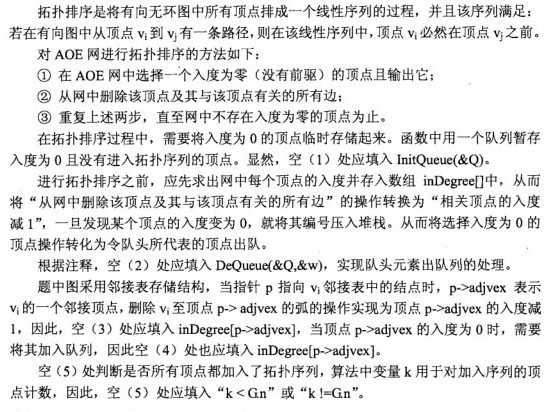 拓扑排序是将有向无环图中所有顶点排成一个线性序列的过程，并且该序列满足：
若在有向图中从顶点 vi 到 vj 有一条路径，则在该线性序列中，顶点 vi 必然在顶点 vj 之前。
对 AOE 网进行拓扑排序的方法如下：
① 在 AOE 网中选择一个入度为零（没有前驱）的顶点且输出它；
② 从网中删除该顶点及其与该顶点有关的所有边；
③ 重复上述两步，直至网中不存在入度为零的顶点为止。
在拓扑排序过程中，需要将入度为 0 的顶点临时存储起来。函数中用一个队列暂存
入度为 0 且没有进入拓扑序列的顶点。显然，空（1）处应填入 InitQueue(&Q)。
进行拓扑排序之前，应先求出网中每个顶点的入度并存入数组 inDegree[]中，从而
将“从网中删除该顶点及其与该顶点有关的所有边”的操作转换为“相关顶点的入度
减 1”，一旦发现某个顶点的入度变为 0，就将其编号压入堆栈。从而将选择入度为 0 的
顶点操作转化为令队头所代表的顶点出队。
根据注释，空（2）处应填入 DeQueue(&Q,&w)，实现队头元素出队列的处理。
题中图采用邻接表存储结构，当指针 p 指向 vi 邻接表中的结点时，p->adjvex 表示
vi 的一个邻接顶点，删除 vi 至顶点 p-> adjvex 的弧的操作实现为顶点 p->adjvex 的入度减
1，因此，空（3）处应填入 inDegree[p->adjvex]，当顶点 p->adjvex 的入度为 0 时，需要
将其加入队列，因此空（4）处也应填入 inDegree[p->adjvex]。
空（5）处判断是否所有顶点都加入了拓扑序列，算法中变量 k 用于对加入序列的顶
点计数，因此，空（5）处应填入“k < G.n”或“k !=G.n”。